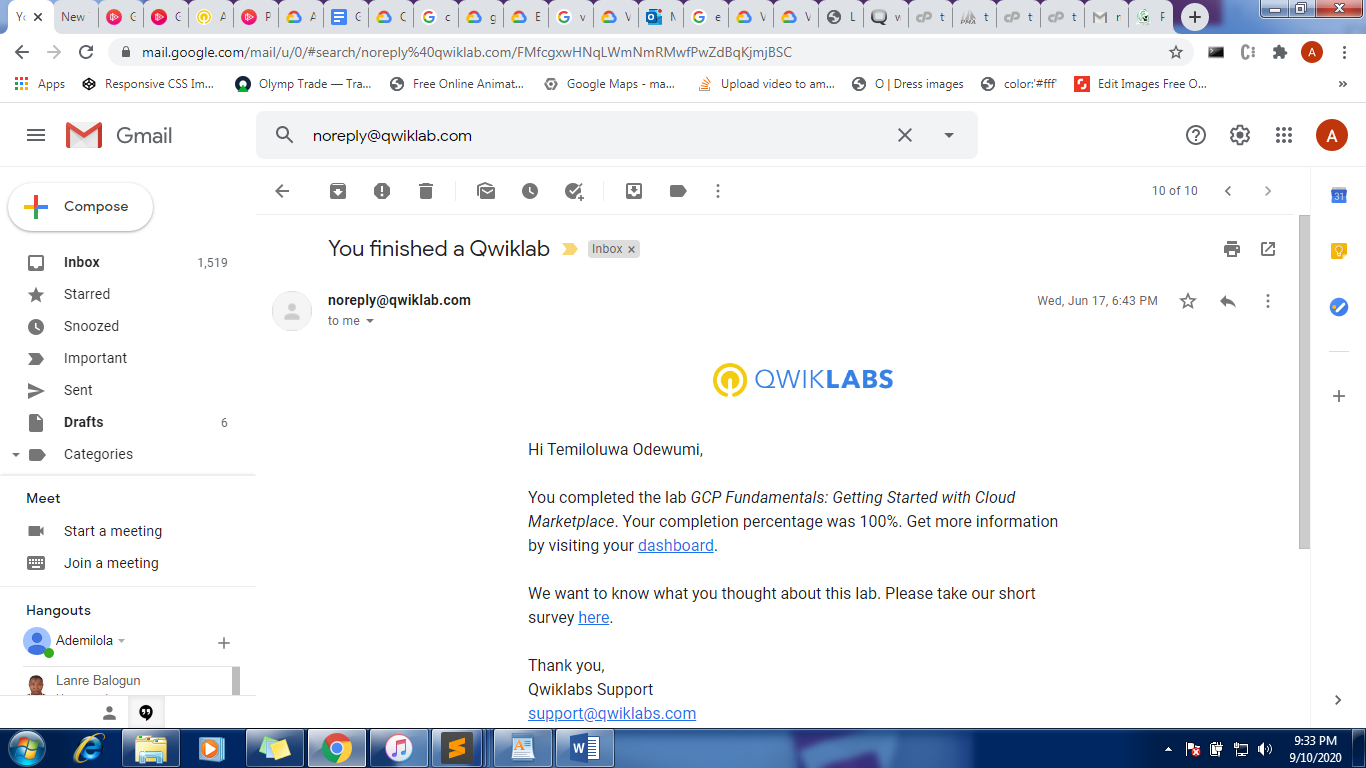 Yo
New
G
G
A
P
A
G
C
c
g
E
v
V
N
e
V
V
L
w
t
t
t
t
r
F
mail.google.com/mail/u/0/#search/noreply%40qwiklab.com/FMfcgxwHNqLWmNmRMwfPwZdBqKjmjBSC
A
Apps
Responsive CSS Im...
Olymp Trade — Tra...
Free Online Animat...
Google Maps - ma...
Upload video to am...
O | Dress images
color:'#fff'
Edit Images Free O...
»
Gmail
noreply@qwiklab.com
A
Compose
10 of 10
31
You finished a Qwiklab
Inbox x
Inbox 1,519
Starred
Snoozed
Important
Sent
Drafts 6
Categories
noreply@qwiklab.com
Wed, Jun 17, 6:43 PM
to me
QWIKLABS
Hi Temiloluwa Odewumi,
You completed the lab GCP Fundamentals: Getting Started with Cloud
Marketplace. Your completion percentage was 100%. Get more information
by visiting your dashboard.
We want to know what you thought about this lab. Please take our short
survey here.
Thank you,
Qwiklabs Support
support@qwiklabs.com
Meet
Start a meeting
Join a meeting
Hangouts
Ademilola
Lanre Balogun
9:33 PM
9/10/2020